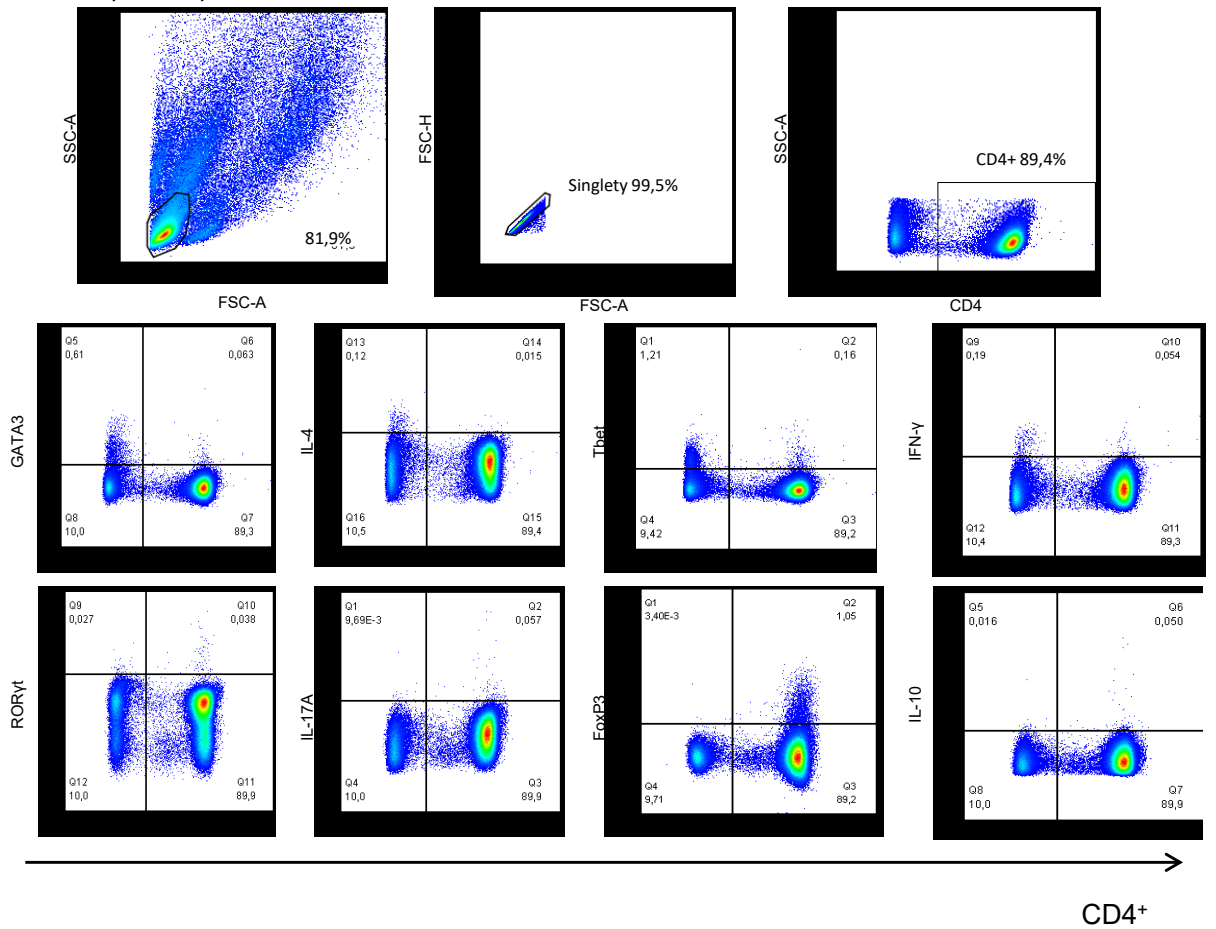 SSC-A
81,9%
FSC-A
FSC-H
Singlety 99,5%
FSC-A
SSC-A
CD4+ 89,4%
CD4
GATA3
Q5
0,61
Q6
0,063
Q8
10,0
Q7
89,3
IL-4
Q13
0,12
Q14
0,015
Q16
10,5
Q15
89,4
Tbet
Q1
1,21
Q2
0,16
Q4
9,42
Q3
89,2
IFN-γ
Q9
0,19
Q10
0,054
Q12
10,4
Q11
89,3
RORγt
Q9
0,027
Q10
0,038
Q12
10,0
Q11
89,9
IL-17A
Q1
9,69E-3
Q2
0,057
Q4
10,0
Q3
89,9
FoxP3
Q1
3,40E-3
Q2
1,05
Q4
9,71
Q3
89,2
IL-10
Q5
0,016
Q6
0,050
Q8
10,0
Q7
89,9
CD4⁺